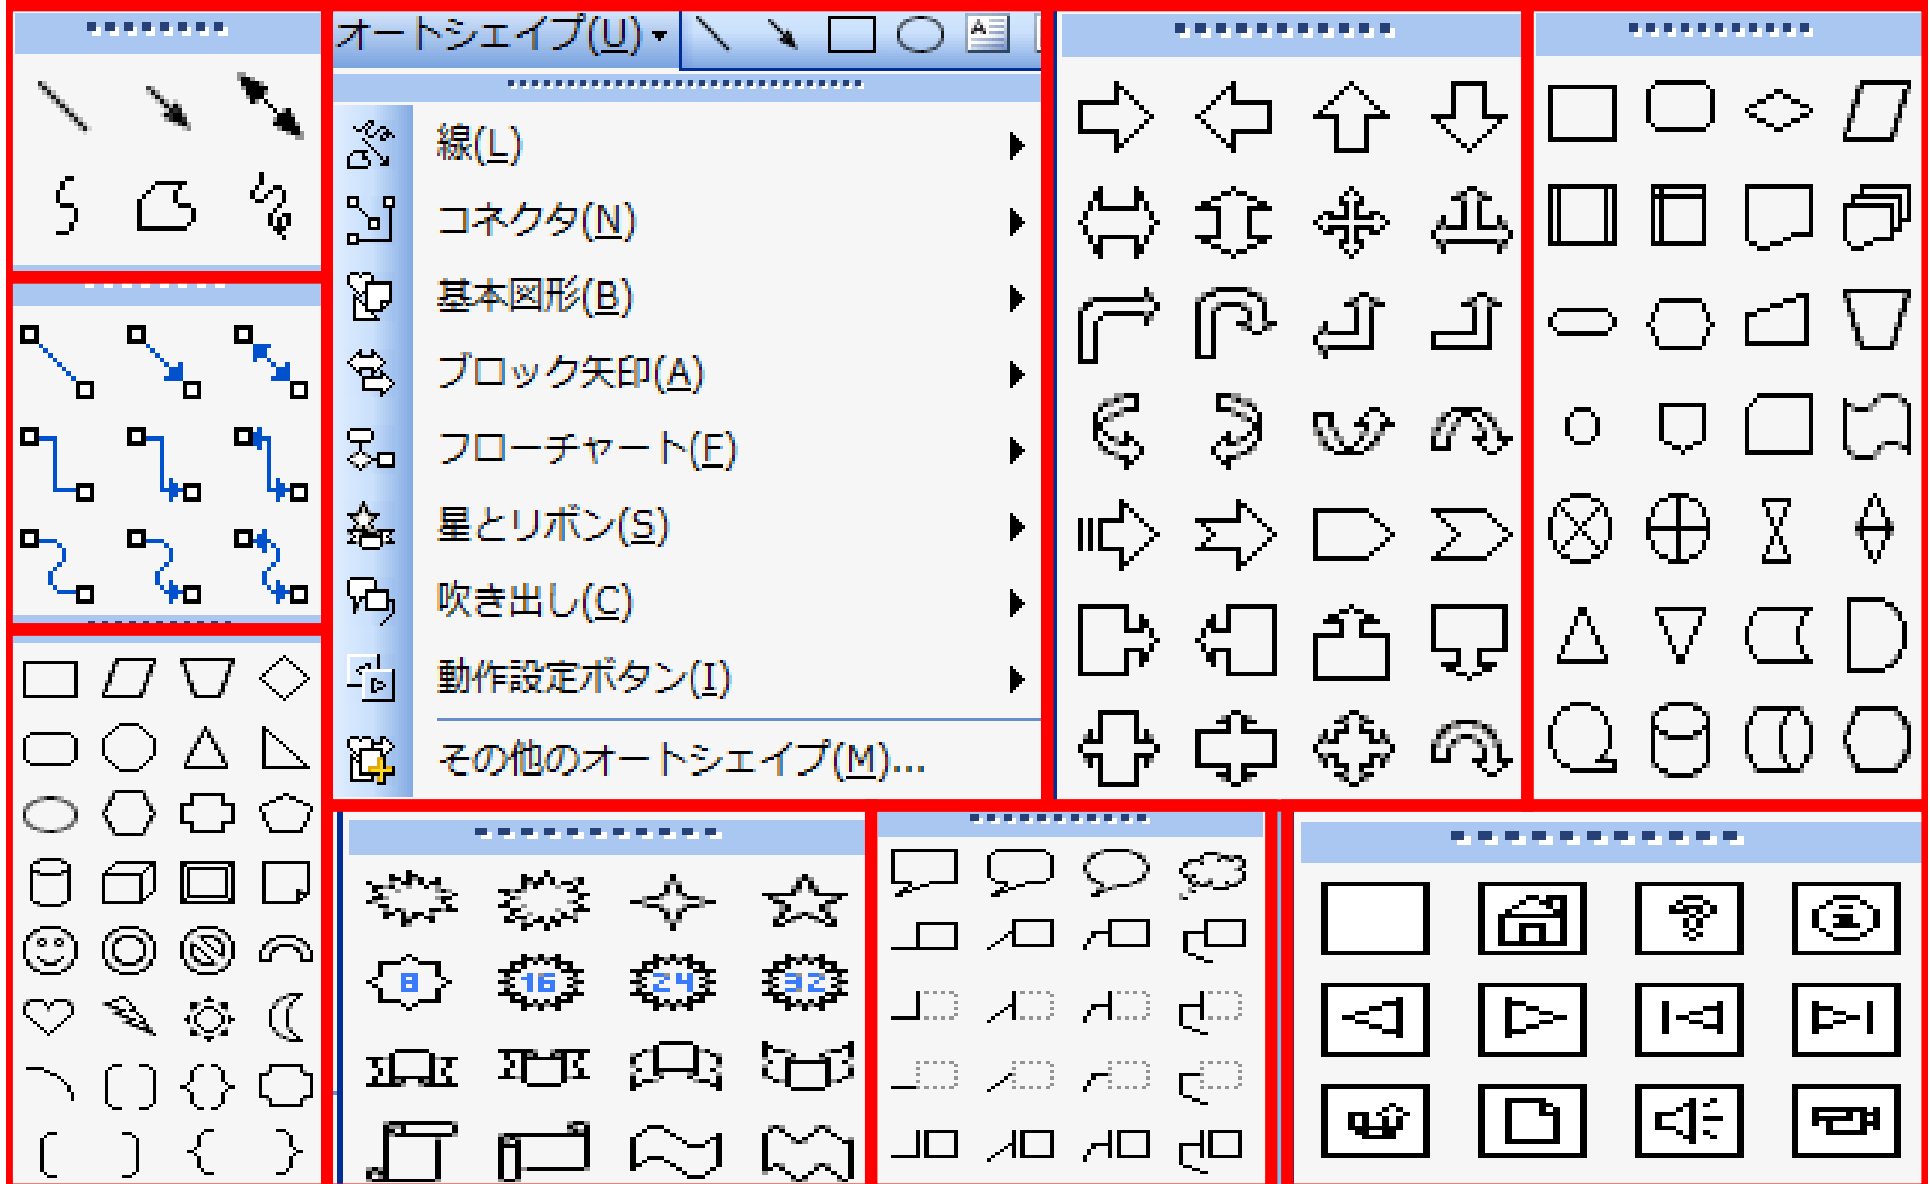 オートシェイプ(U)
線(L)
コネクタ(N)
基本図形(B)
ブロック矢印(A)
フローチャート(F)
星とリボン(S)
吹き出し(C)
動作設定ボタン(I)
その他のオートシェイプ(M)...
8 16 24 32